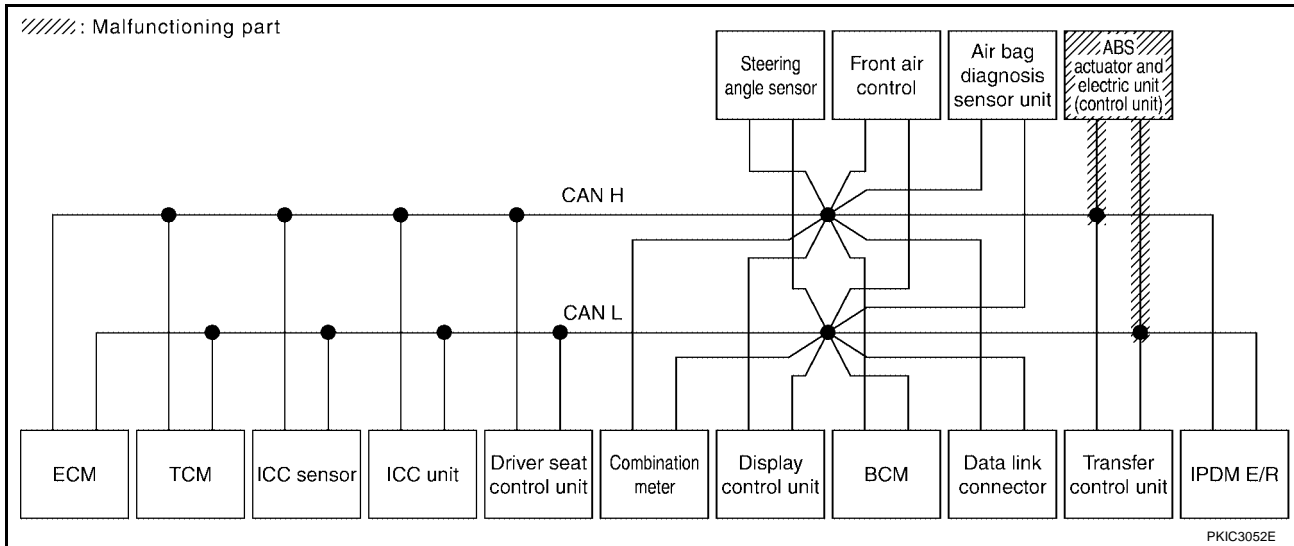 : Malfunctioning part
Steering
angle sensor
Front air
control
Air bag
diagnosis
sensor unit
ABS
actuator and
electric unit
(control unit)
CAN H
CAN L
ECM
TCM
ICC sensor
ICC unit
Driver seat
control unit
Combination
meter
Display
control unit
BCM
Data link
connector
Transfer
control unit
IPDM E/R
PKIC3052E